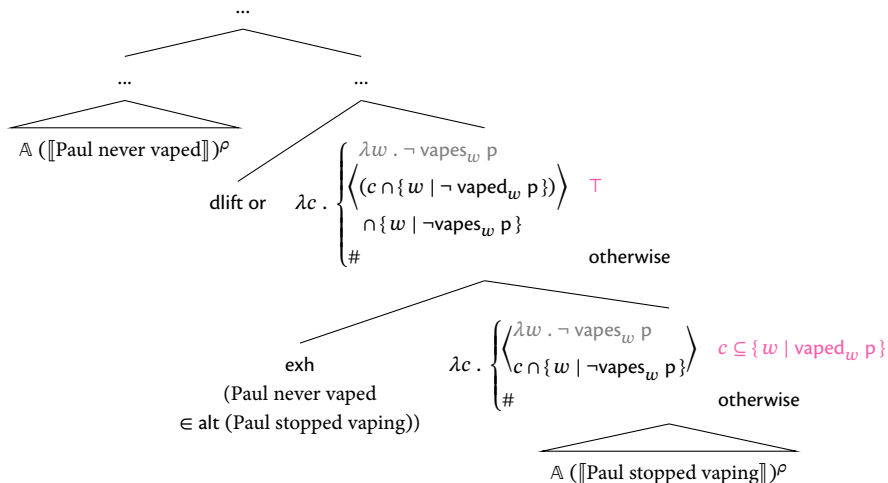 ...
... ...
𝔸 (⟦Paul never vaped⟧)^ρ
λw . ¬ vapes_w p
⟨(c ∩ { w | ¬ vaped_w p })⟩ ⊤
dlift or λc .
∩ { w | ¬vapes_w p }
# otherwise
λw . ¬ vapes_w p
exh λc . ⟨ ⟩ c ⊆ { w | vaped_w p }
c ∩ { w | ¬vapes_w p }
(Paul never vaped
# otherwise
∈ alt (Paul stopped vaping))
𝔸 (⟦Paul stopped vaping⟧)^ρ